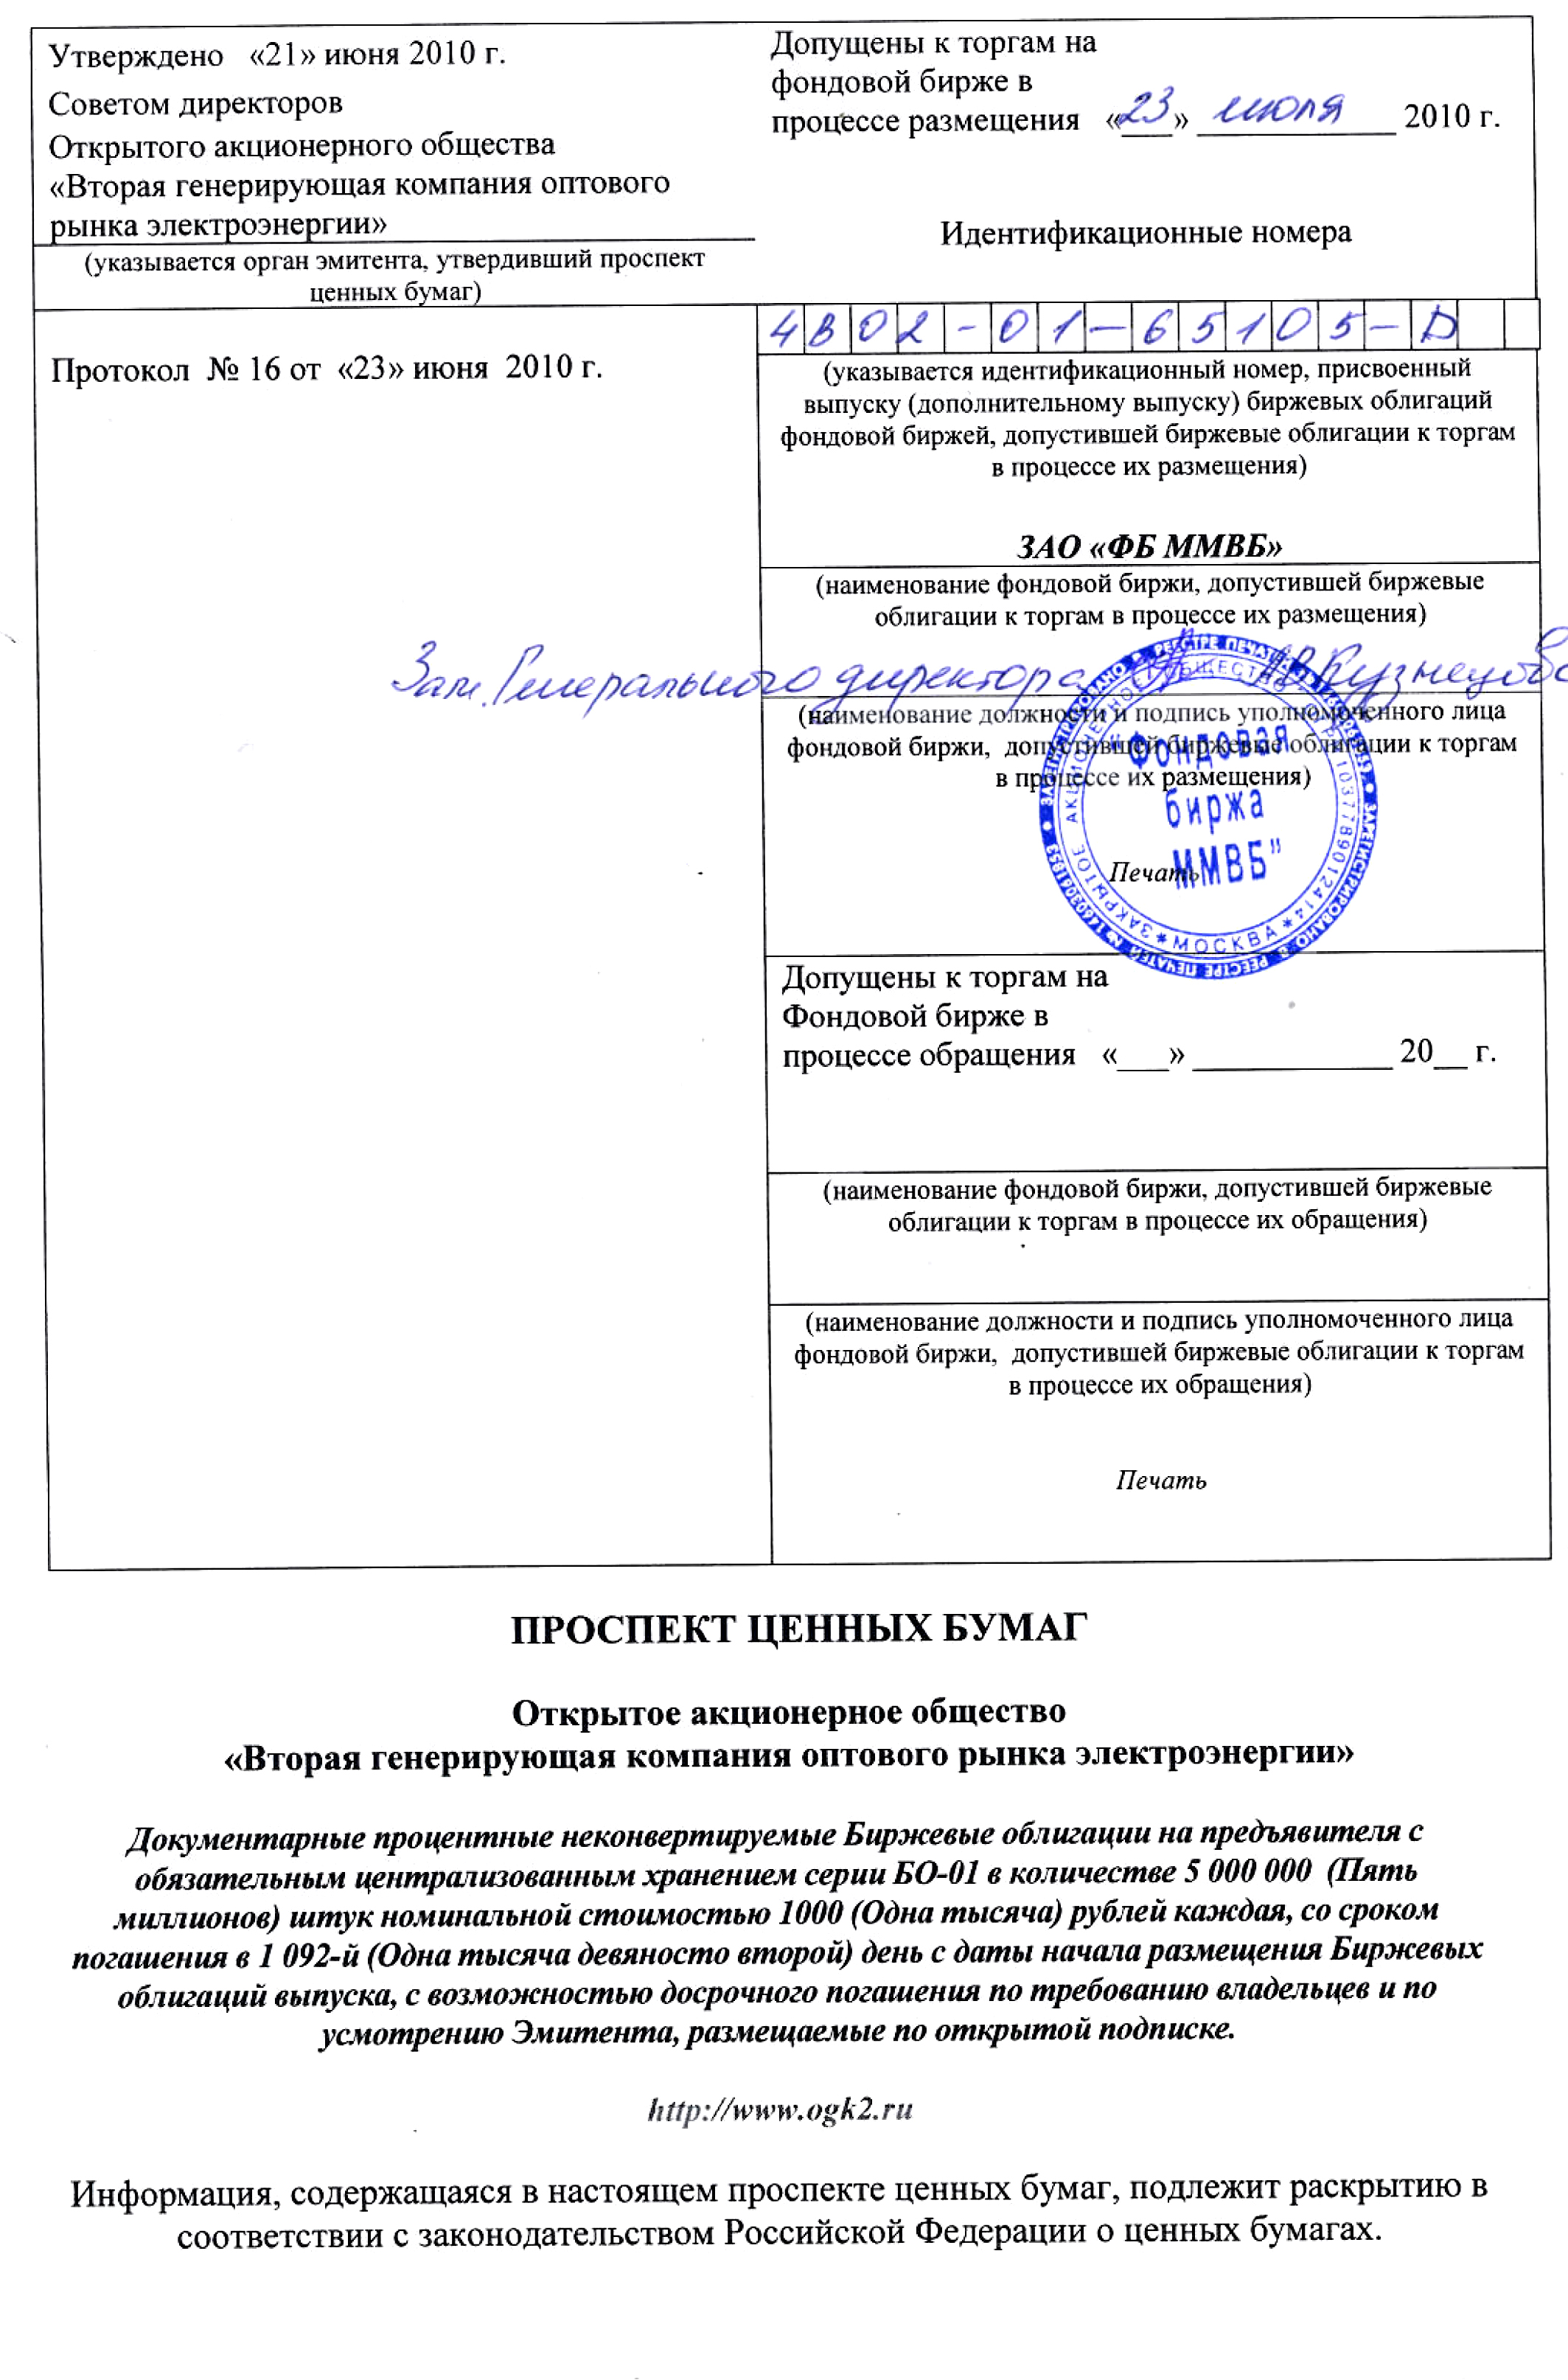 Утверждено «21» июня 2010 г.
Советом директоров
Открытого акционерного общества
«Вторая генерирующая компания оптового
рынка электроэнергии»
(указывается орган эмитента, утвердивший проспект
ценных бумаг)
Протокол № 16 от «23» июня 2010 г.
Допущены к торгам на
фондовой бирже в
процессе размещения «23» июля 2010 г.
Идентификационные номера
4В02-01-65105-D
(указывается идентификационный номер, присвоенный
выпуску (дополнительному выпуску) биржевых облигаций
фондовой биржей, допустившей биржевые облигации к торгам
в процессе их размещения)
ЗАО «ФБ ММВБ»
(наименование фондовой биржи, допустившей биржевые
облигации к торгам в процессе их размещения)
Зам. Генерального директора Кузнецова
(наименование должности и подпись уполномоченного лица
фондовой биржи, допустившей биржевые облигации к торгам
в процессе их размещения)
Печать
"Фондовая
биржа
ММВБ"
ЗАКРЫТОЕ АКЦИОНЕРНОЕ ОБЩЕСТВО 1037789012414 * МОСКВА *
ЗАРЕГИСТРИРОВАНО В РЕЕСТРЕ ПЕЧАТЕЙ
Допущены к торгам на
Фондовой бирже в
процессе обращения «___» ____________ 20__ г.
(наименование фондовой биржи, допустившей биржевые
облигации к торгам в процессе их обращения)
(наименование должности и подпись уполномоченного лица
фондовой биржи, допустившей биржевые облигации к торгам
в процессе их обращения)
Печать
ПРОСПЕКТ ЦЕННЫХ БУМАГ
Открытое акционерное общество
«Вторая генерирующая компания оптового рынка электроэнергии»
Документарные процентные неконвертируемые Биржевые облигации на предъявителя с
обязательным централизованным хранением серии БО-01 в количестве 5 000 000 (Пять
миллионов) штук номинальной стоимостью 1000 (Одна тысяча) рублей каждая, со сроком
погашения в 1 092-й (Одна тысяча девяносто второй) день с даты начала размещения Биржевых
облигаций выпуска, с возможностью досрочного погашения по требованию владельцев и по
усмотрению Эмитента, размещаемые по открытой подписке.
http://www.ogk2.ru
Информация, содержащаяся в настоящем проспекте ценных бумаг, подлежит раскрытию в
соответствии с законодательством Российской Федерации о ценных бумагах.